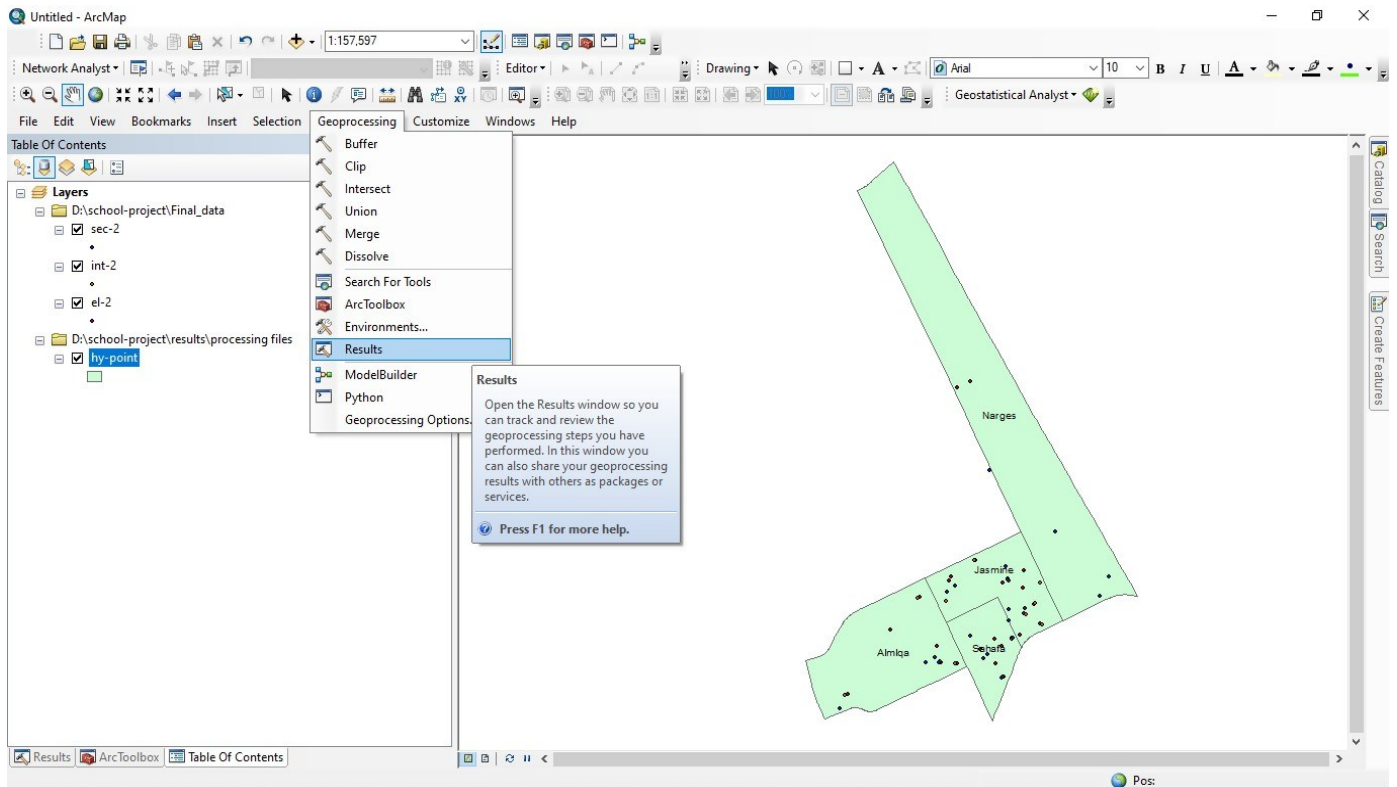 Untitled - ArcMap
1:157,597
Network Analyst
Editor
Drawing
A
Arial
10
B I U A
100%
Geostatistical Analyst
File Edit View Bookmarks Insert Selection Geoprocessing Customize Windows Help
Table Of Contents
Layers
D:\school-project\Final_data
sec-2
int-2
el-2
D:\school-project\results\processing files
hy-point
Buffer
Clip
Intersect
Union
Merge
Dissolve
Search For Tools
ArcToolbox
Environments...
Results
ModelBuilder
Python
Geoprocessing Options.
Results
Open the Results window so you
can track and review the
geoprocessing steps you have
performed. In this window you
can also share your geoprocessing
results with others as packages or
services.
Press F1 for more help.
Narges
Jasmine
Almlqa
Sahafa
Catalog
Search
Create Features
Results ArcToolbox Table Of Contents
Pos: